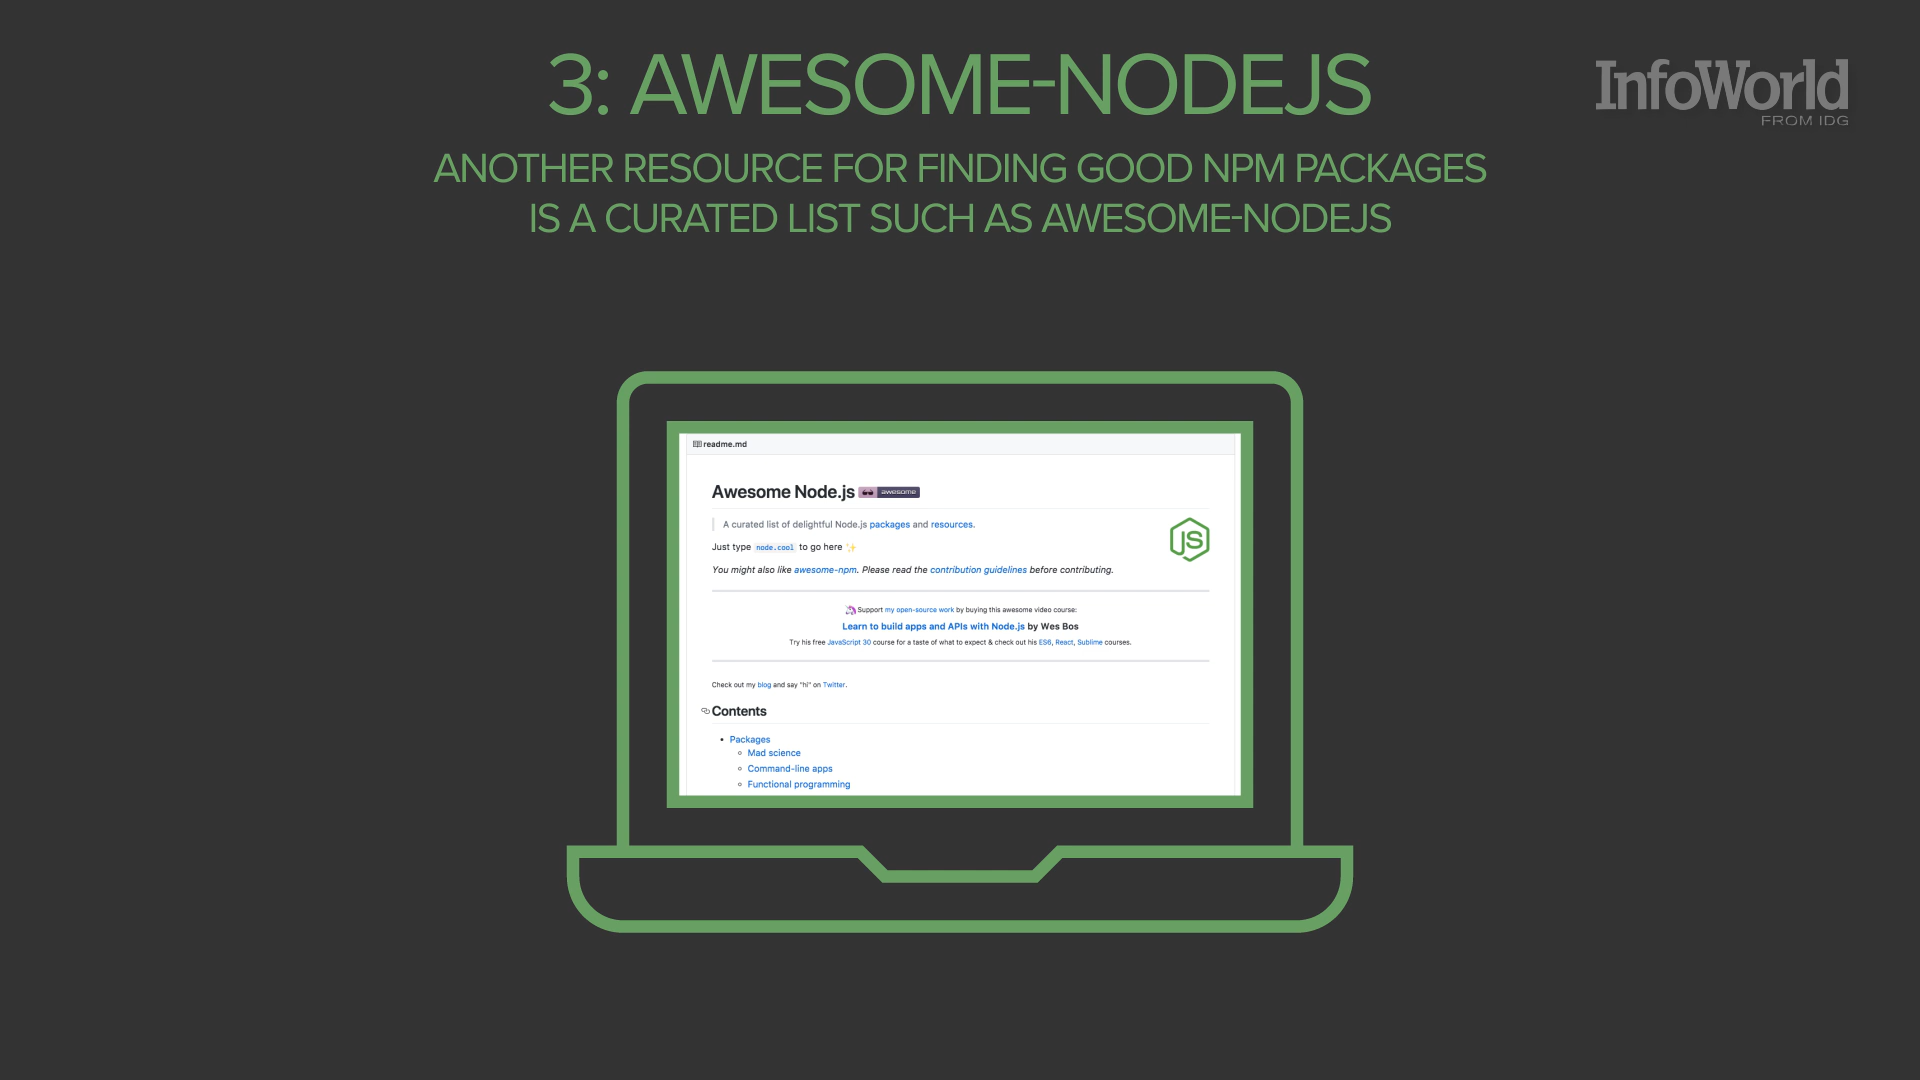 3: AWESOME-NODEJS
InfoWorld
FROM IDG
ANOTHER RESOURCE FOR FINDING GOOD NPM PACKAGES
IS A CURATED LIST SUCH AS AWESOME-NODEJS
readme.md
Awesome Node.js awesome
A curated list of delightful Node.js packages and resources.
JS
Just type node.cool to go here ✨
You might also like awesome-npm. Please read the contribution guidelines before contributing.
🦄 Support my open-source work by buying this awesome video course:
Learn to build apps and APIs with Node.js by Wes Bos
Try his free JavaScript 30 course for a taste of what to expect & check out his ES6, React, Sublime courses.
Check out my blog and say "hi" on Twitter.
Contents
• Packages
◦ Mad science
◦ Command-line apps
◦ Functional programming